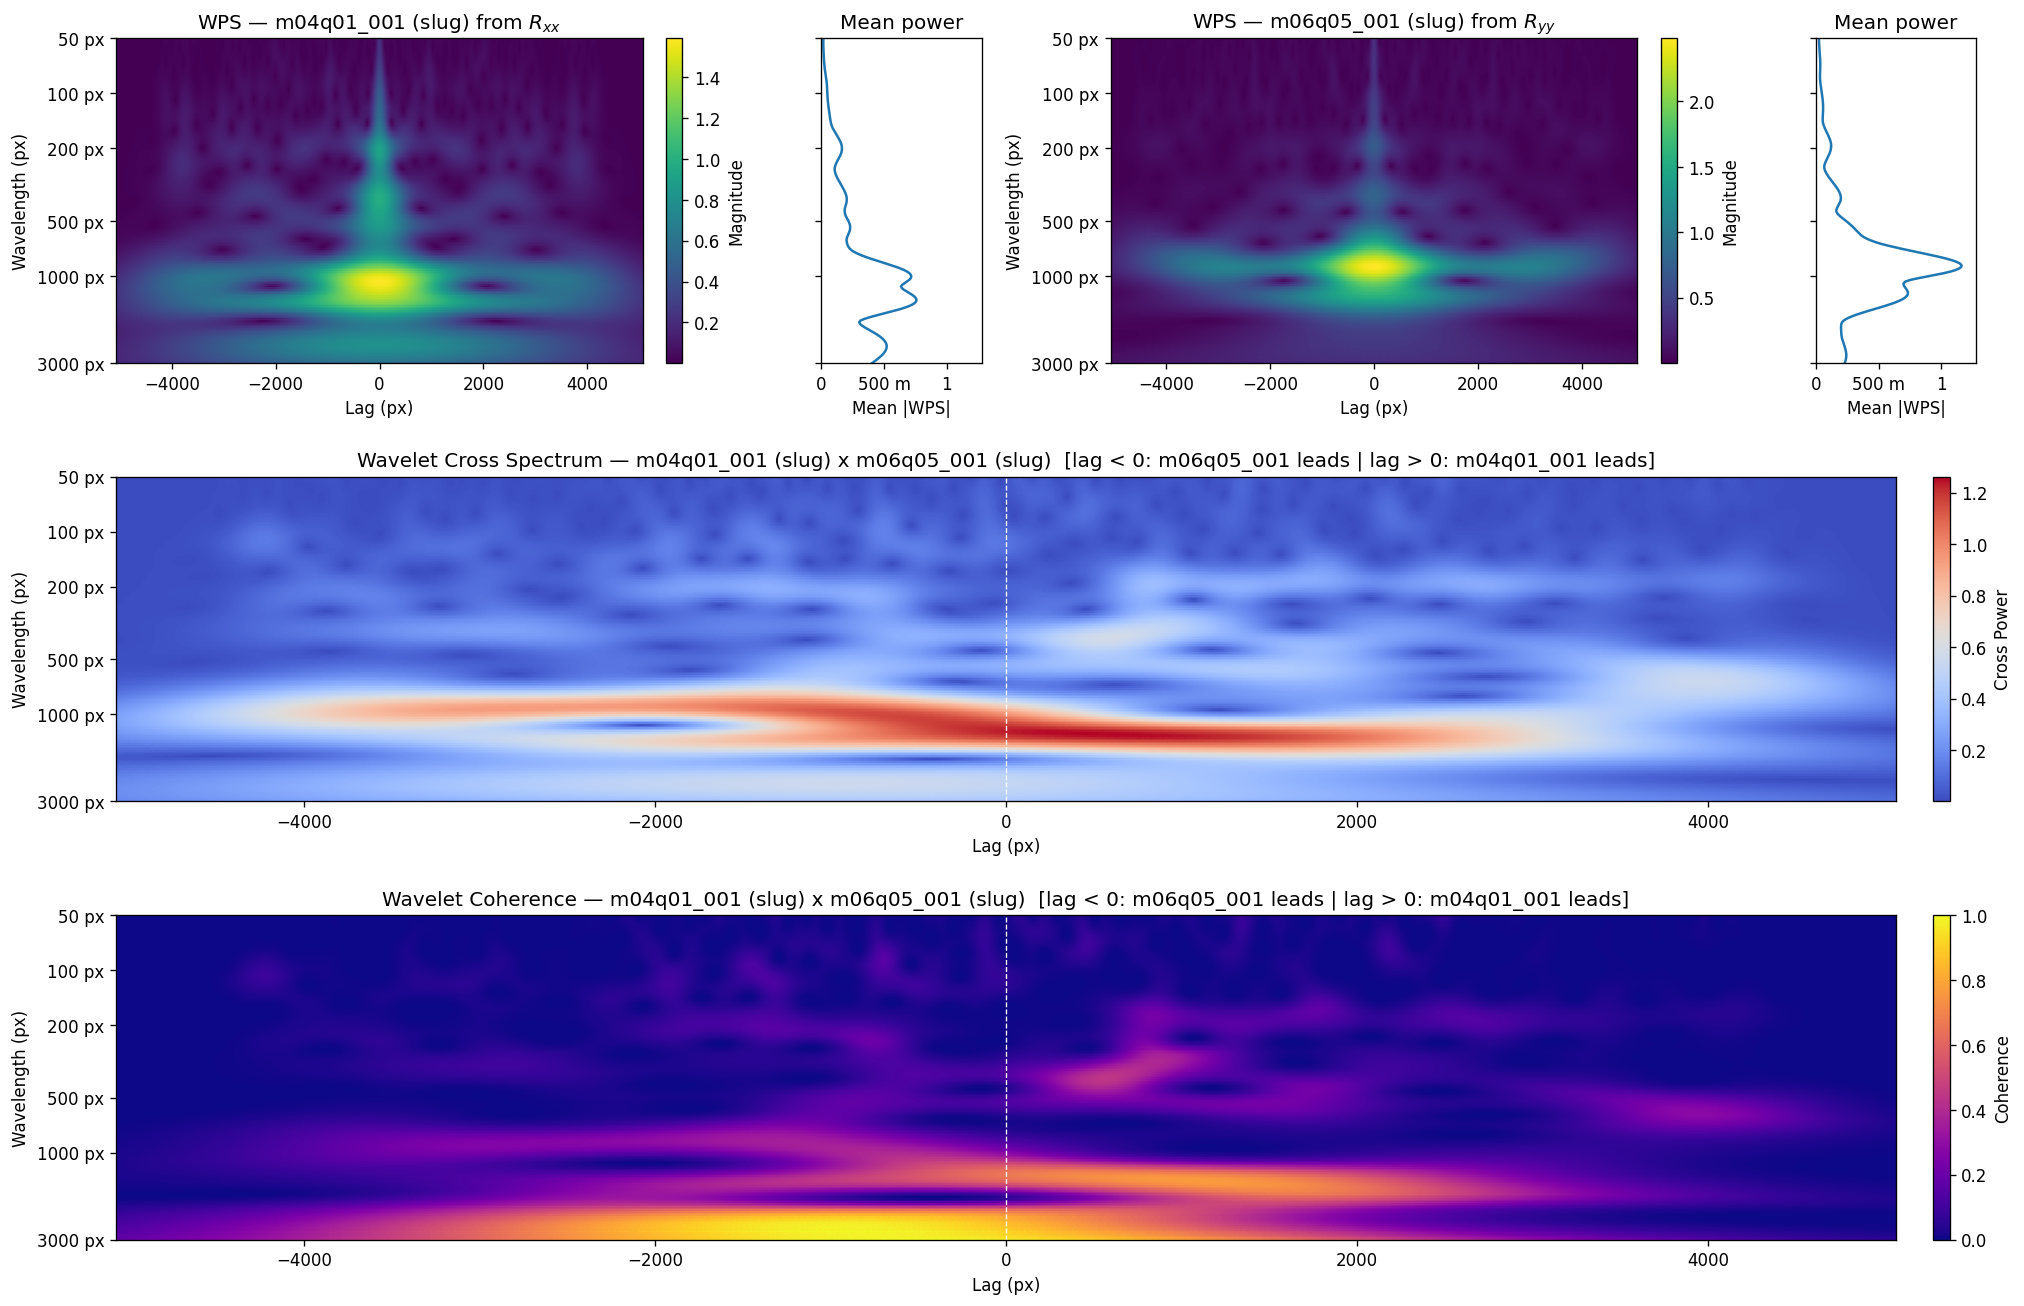 WPS — m04q01_001 (slug) from Rxx
Mean power
WPS — m06q05_001 (slug) from Ryy
Mean power
50 px
100 px
200 px
500 px
1000 px
3000 px
Wavelength (px)
−4000 −2000 0 2000 4000
Lag (px)
1.4
1.2
1.0
0.8
0.6
0.4
0.2
Magnitude
0 500 m 1
Mean |WPS|
50 px
100 px
200 px
500 px
1000 px
3000 px
Wavelength (px)
−4000 −2000 0 2000 4000
Lag (px)
2.0
1.5
1.0
0.5
Magnitude
0 500 m 1
Mean |WPS|
Wavelet Cross Spectrum — m04q01_001 (slug) x m06q05_001 (slug) [lag < 0: m06q05_001 leads | lag > 0: m04q01_001 leads]
50 px
100 px
200 px
500 px
1000 px
3000 px
Wavelength (px)
−4000 −2000 0 2000 4000
Lag (px)
1.2
1.0
0.8
0.6
0.4
0.2
Cross Power
Wavelet Coherence — m04q01_001 (slug) x m06q05_001 (slug) [lag < 0: m06q05_001 leads | lag > 0: m04q01_001 leads]
50 px
100 px
200 px
500 px
1000 px
3000 px
Wavelength (px)
−4000 −2000 0 2000 4000
Lag (px)
1.0
0.8
0.6
0.4
0.2
0.0
Coherence